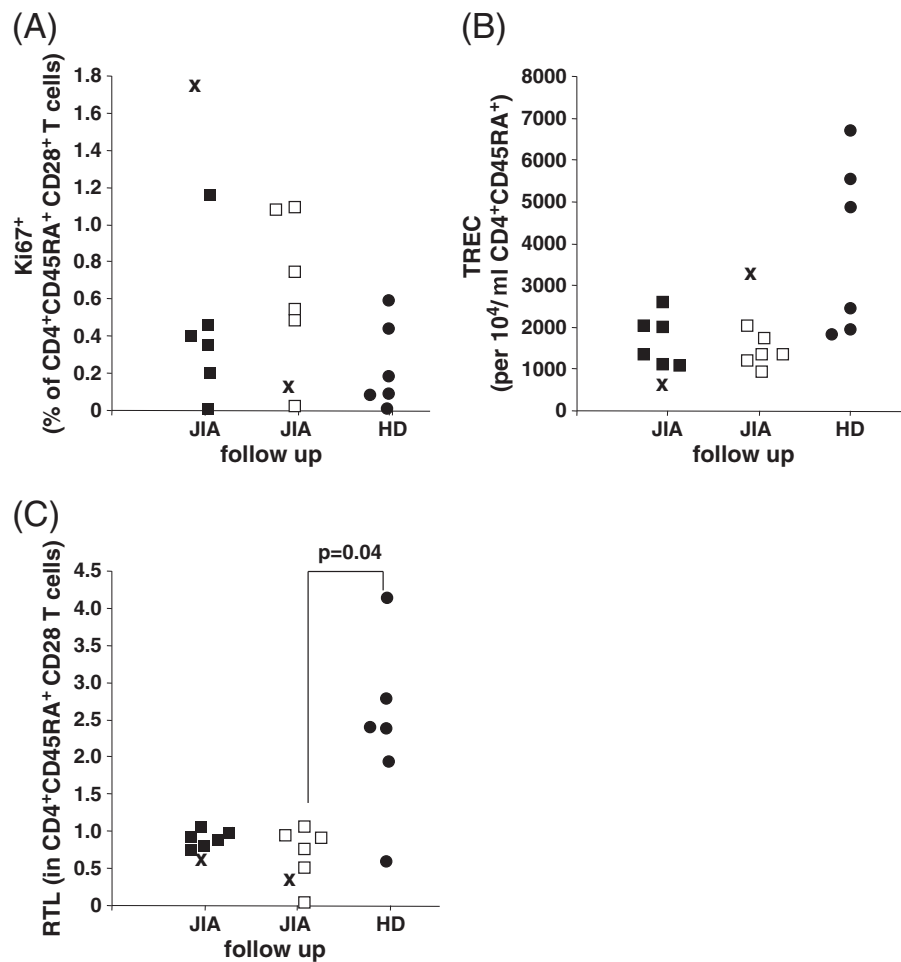 (A)
Ki67⁺
(% of CD4⁺CD45RA⁺ CD28⁺ T cells)
1.8
1.6
1.4
1.2
1.0
0.8
0.6
0.4
0.2
0
x
x
JIA
JIA
HD
follow up
(B)
TREC
(per 10⁴/ ml CD4⁺CD45RA⁺)
8000
7000
6000
5000
4000
3000
2000
1000
0
x
x
JIA
JIA
HD
follow up
(C)
RTL (in CD4⁺CD45RA⁺ CD28 T cells)
p=0.04
4.5
4.0
3.5
3.0
2.5
2.0
1.5
1.0
0.5
0
x
x
JIA
JIA
HD
follow up